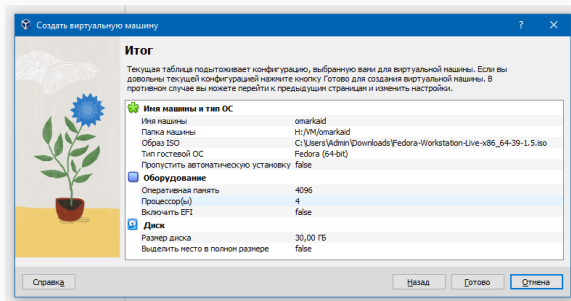 Создать виртуальную машину
Итог
Текущая таблица подытоживает конфигурацию, выбранную вами для виртуальной машины. Если вы
довольны текущей конфигурацией нажмите кнопку Готово для создания виртуальной машины. В
противном случае вы можете перейти к предыдущим страницам и изменить настройки.
Имя машины и тип ОС
Имя машины omarkaid
Папка машины H:/VM/omarkaid
Образ ISO C:\Users\Admin\Downloads\Fedora-Workstation-Live-x86_64-39-1.5.iso
Тип гостевой ОС Fedora (64-bit)
Пропустить автоматическую установку false
Оборудование
Оперативная память 4096
Процессор(ы) 4
Включить EFI false
Диск
Размер диска 30,00 ГБ
Выделить место в полном размере false
Справка Назад Готово Отмена